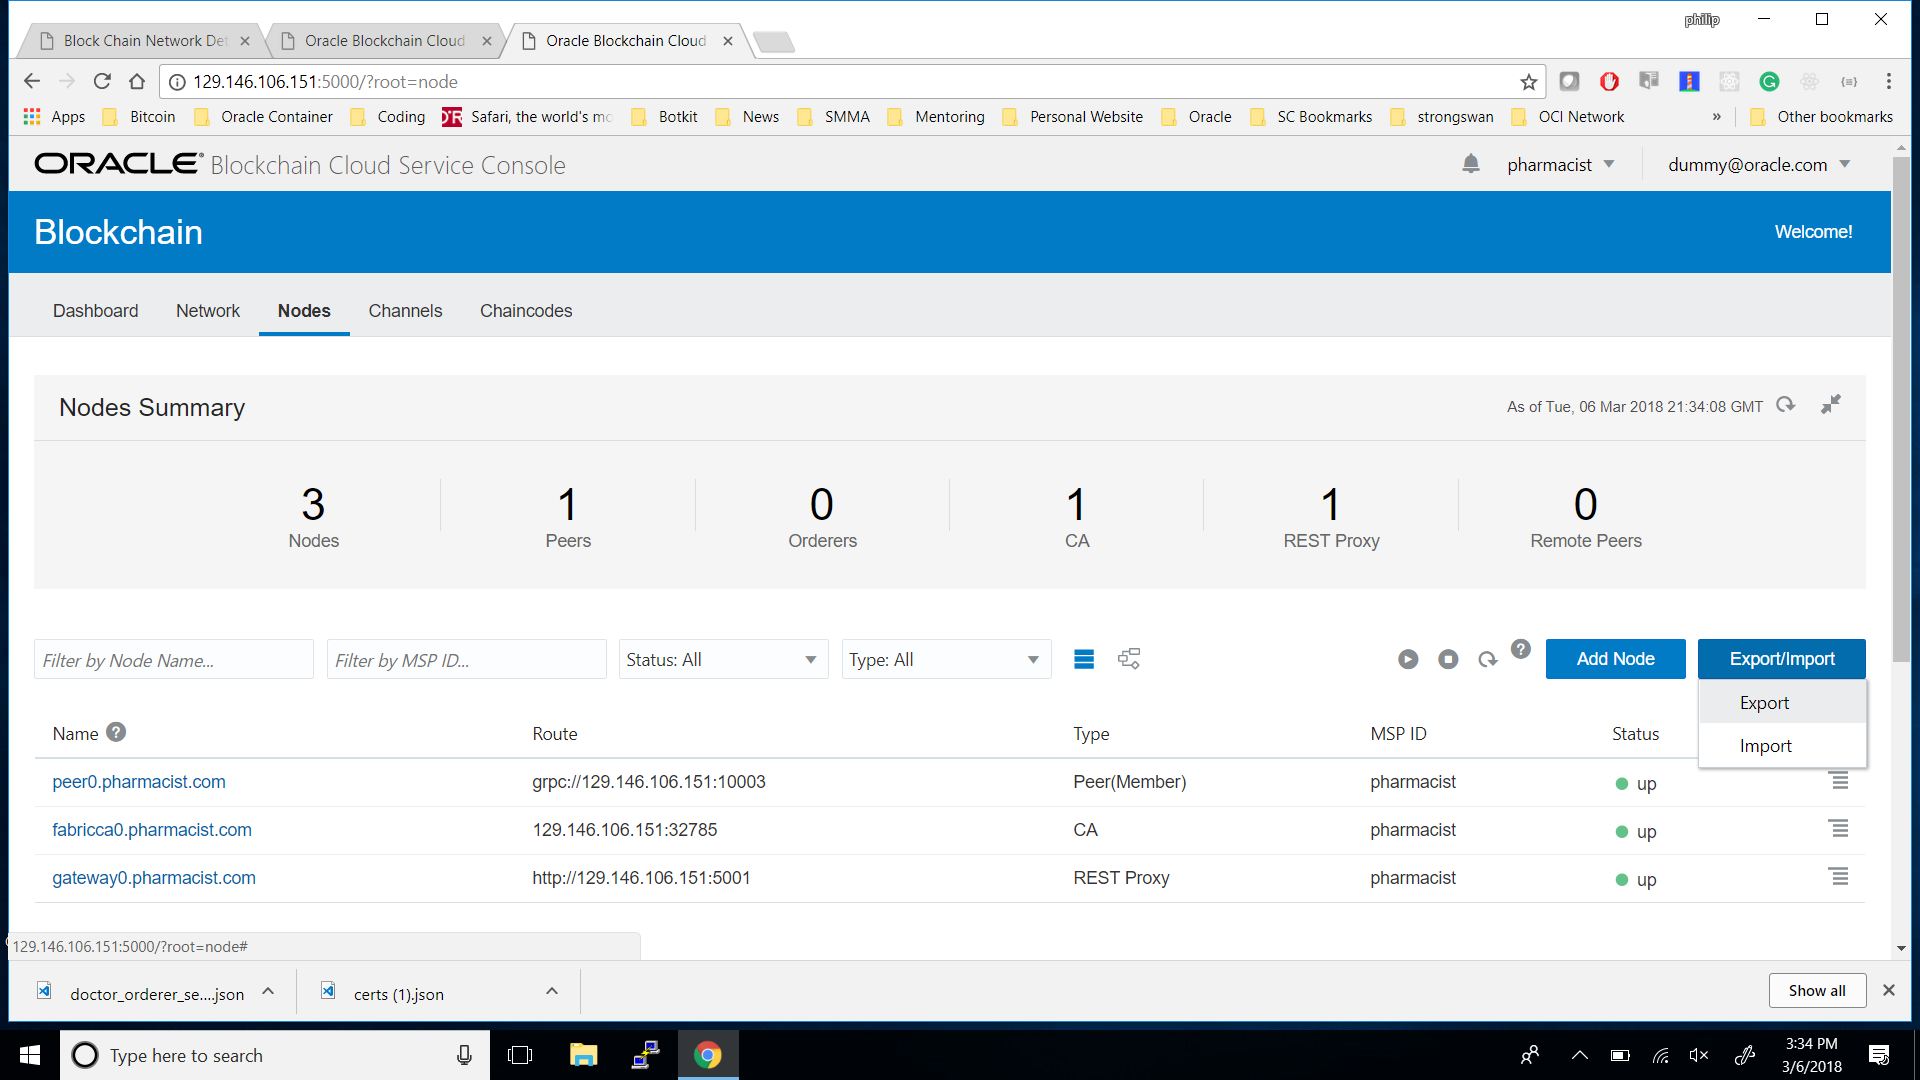 philip
Block Chain Network Det
Oracle Blockchain Cloud
Oracle Blockchain Cloud
129.146.106.151:5000/?root=node
Apps Bitcoin Oracle Container Coding Safari, the world's mo Botkit News SMMA Mentoring Personal Website Oracle SC Bookmarks strongswan OCI Network » Other bookmarks
ORACLE® Blockchain Cloud Service Console pharmacist dummy@oracle.com
Blockchain Welcome!
Dashboard Network Nodes Channels Chaincodes
Nodes Summary As of Tue, 06 Mar 2018 21:34:08 GMT
3 1 0 1 1 0
Nodes Peers Orderers CA REST Proxy Remote Peers
Filter by Node Name... Filter by MSP ID... Status: All Type: All ? Add Node Export/Import
Export
Import
Name ? Route Type MSP ID Status
peer0.pharmacist.com grpc://129.146.106.151:10003 Peer(Member) pharmacist up
fabricca0.pharmacist.com 129.146.106.151:32785 CA pharmacist up
gateway0.pharmacist.com http://129.146.106.151:5001 REST Proxy pharmacist up
129.146.106.151:5000/?root=node#
doctor_orderer_se....json certs (1).json Show all
Type here to search
3:34 PM
3/6/2018